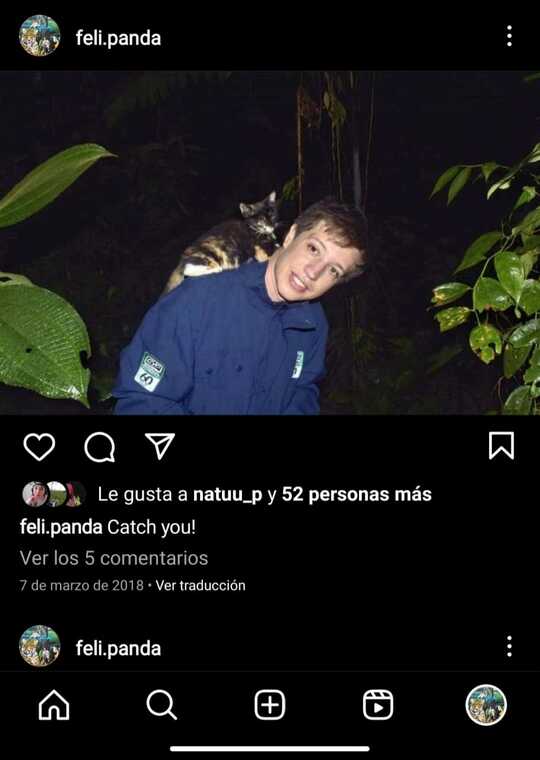 feli.panda
60
Le gusta a natuu_p y 52 personas más
feli.panda Catch you!
Ver los 5 comentarios
7 de marzo de 2018 • Ver traducción
feli.panda